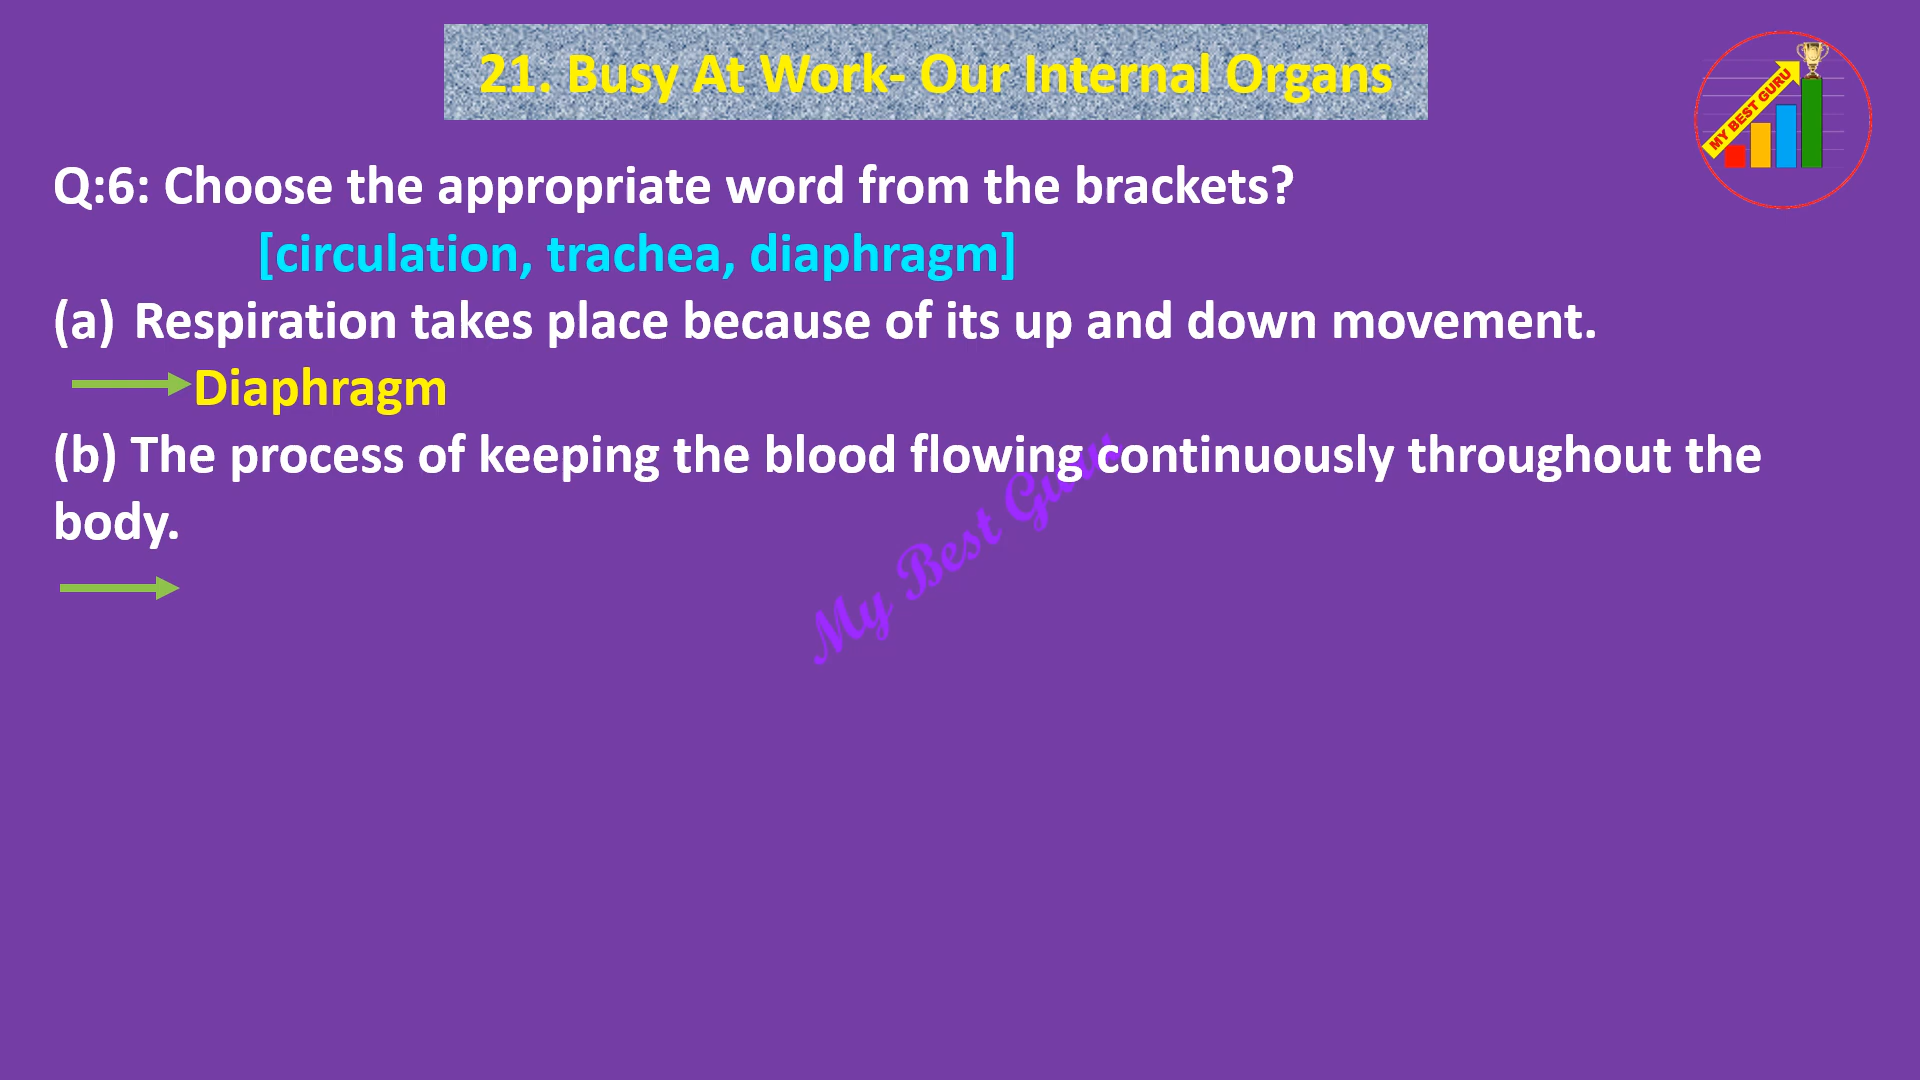 21. Busy At Work- Our Internal Organs
MY BEST GURU
Q:6: Choose the appropriate word from the brackets?
[circulation, trachea, diaphragm]
(a) Respiration takes place because of its up and down movement.
Diaphragm
(b) The process of keeping the blood flowing continuously throughout the
body.
My Best Guru